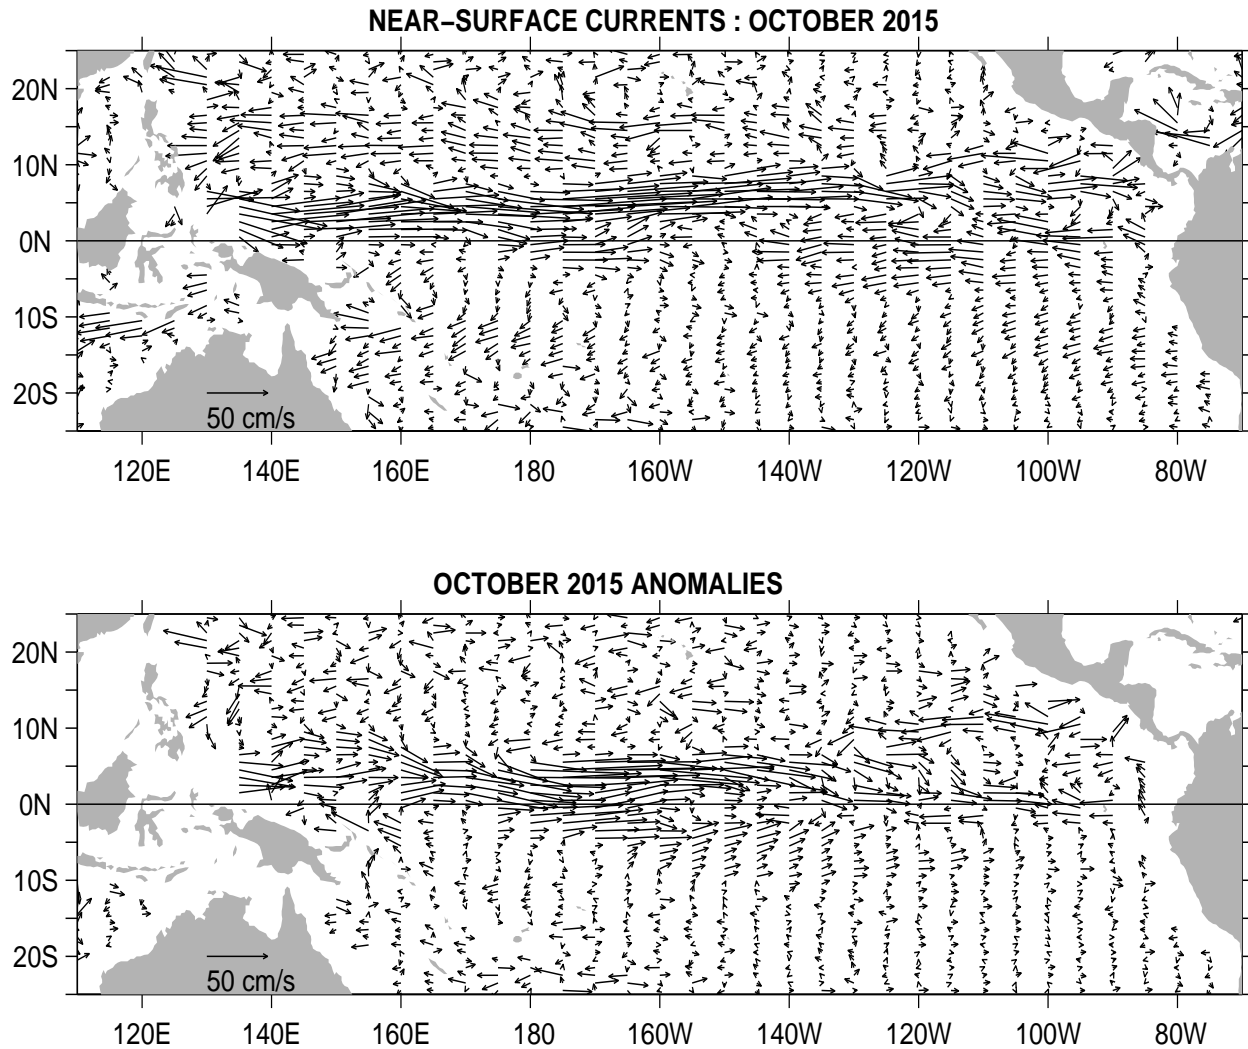 NEAR−SURFACE CURRENTS : OCTOBER 2015
20N
10N
0N
10S
20S
50 cm/s
120E 140E 160E 180 160W 140W 120W 100W 80W
OCTOBER 2015 ANOMALIES
20N
10N
0N
10S
20S
50 cm/s
120E 140E 160E 180 160W 140W 120W 100W 80W